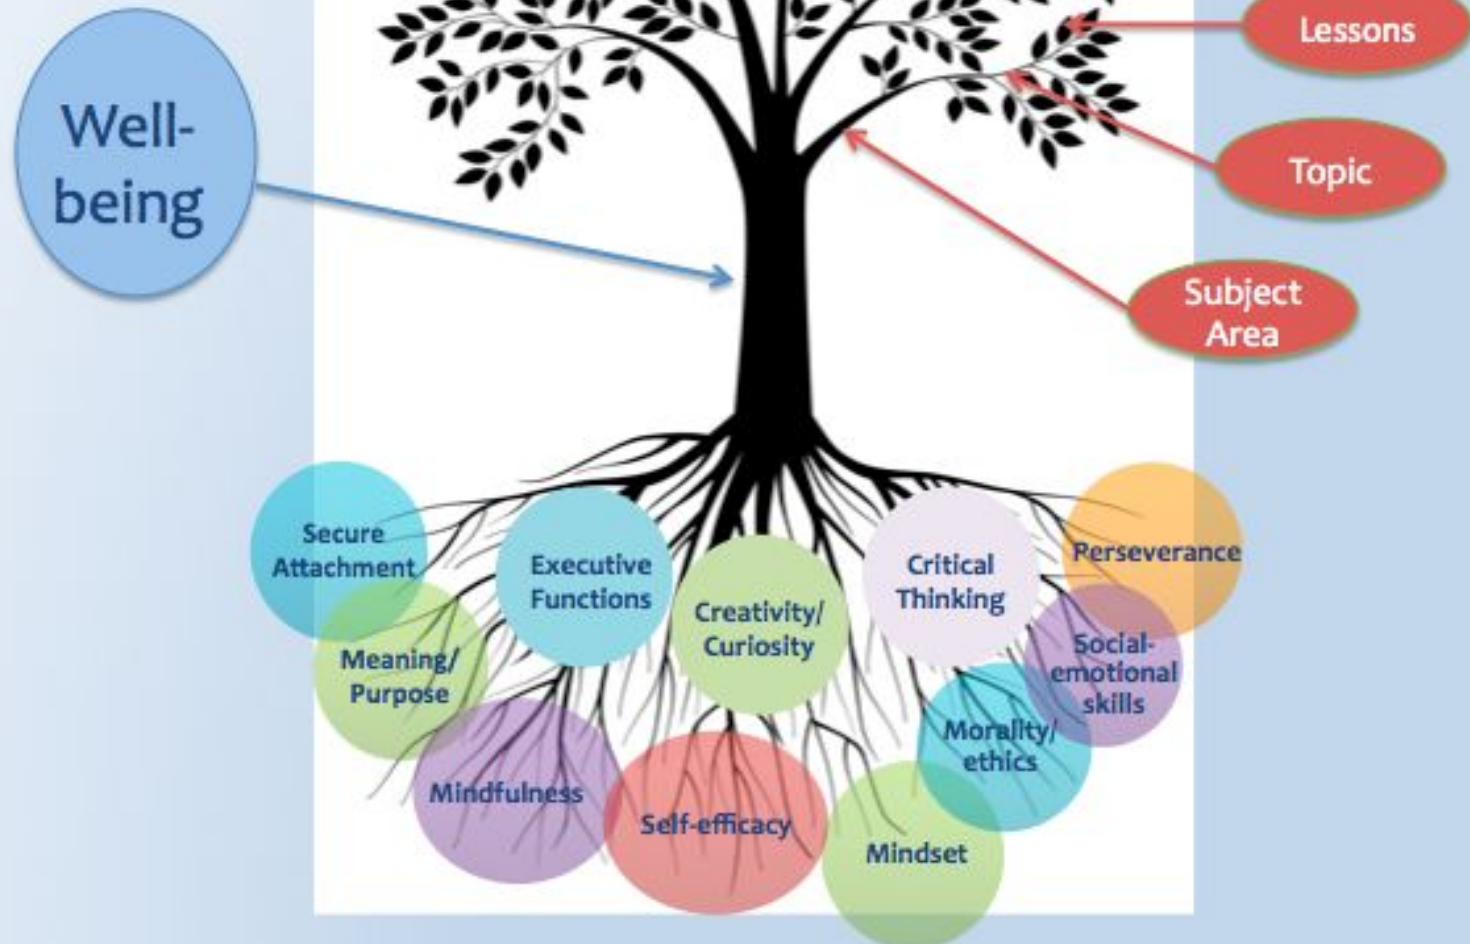 Well-
being
Lessons
Topic
Subject
Area
Secure
Attachment
Executive
Functions
Creativity/
Curiosity
Critical
Thinking
Perseverance
Meaning/
Purpose
Social-
emotional
skills
Morality/
ethics
Mindfulness
Self-efficacy
Mindset